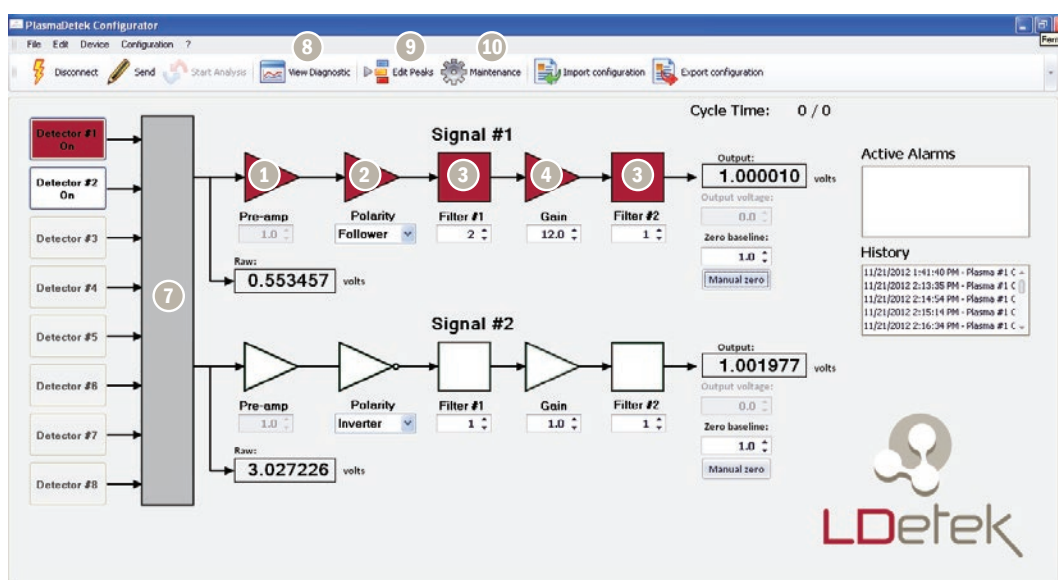 PlasmaDetek Configurator
File Edit Device Configuration ?
8 9 10
Disconnect Send Start Analysis View Diagnostic Edit Peaks Maintenance Import configuration Export configuration
Cycle Time: 0 / 0
Detector #1
On
Detector #2
On
Detector #3
Detector #4
Detector #5
Detector #6
Detector #7
Detector #8
7
Signal #1
1 2 3 4 3
Pre-amp
1.0
Polarity
Follower
Filter #1
2
Gain
12.0
Filter #2
1
Output:
1.000010 volts
Output voltage:
0.0
Zero baseline:
1.0
Manual zero
Raw:
0.553457 volts
Signal #2
Pre-amp
1.0
Polarity
Inverter
Filter #1
1
Gain
1.0
Filter #2
1
Output:
1.001977 volts
Output voltage:
0.0
Zero baseline:
1.0
Manual zero
Raw:
3.027226 volts
Active Alarms
History
11/21/2012 1:41:40 PM - Plasma #1 C
11/21/2012 2:13:35 PM - Plasma #1 C
11/21/2012 2:14:54 PM - Plasma #1 C
11/21/2012 2:15:14 PM - Plasma #1 C
11/21/2012 2:16:34 PM - Plasma #1 C
LDetek